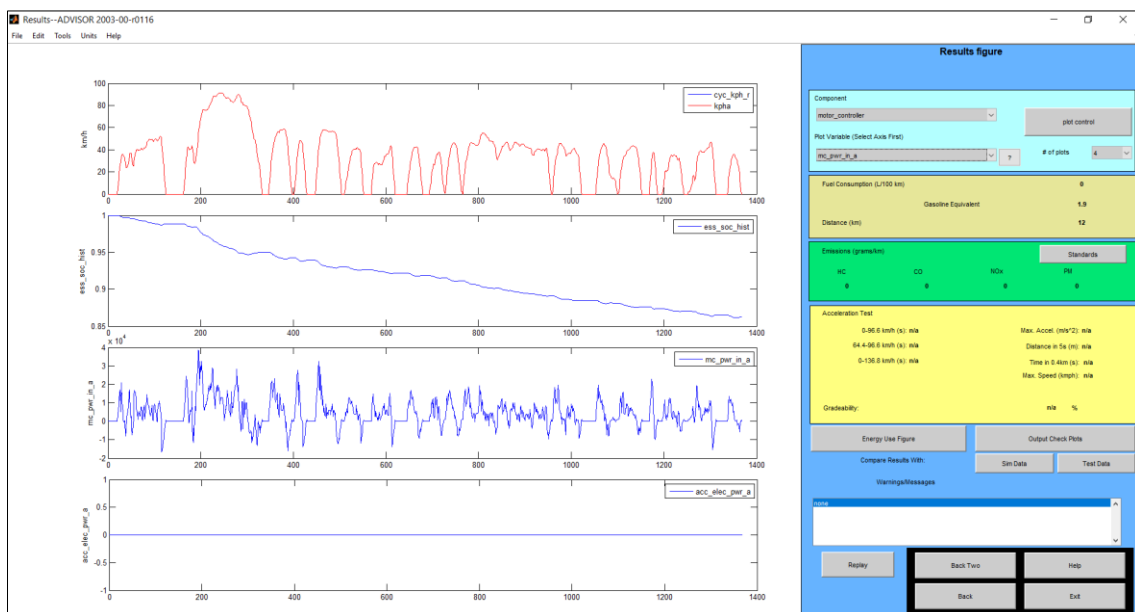 Results--ADVISOR 2003-00-r0116
File Edit Tools Units Help
100
80
60
40
20
0
km/h
cyc_kph_r
kpha
0 200 400 600 800 1000 1200 1400
1
0.95
0.9
0.85
ess_soc_hist
ess_soc_hist
0 200 400 600 800 1000 1200 1400
x 10^4
4
3
2
1
0
-1
-2
mc_pwr_in_a
mc_pwr_in_a
0 200 400 600 800 1000 1200 1400
1
0.5
0
-0.5
-1
acc_elec_pwr_a
acc_elec_pwr_a
0 200 400 600 800 1000 1200 1400
Results figure
Component
motor_controller
plot control
Plot Variable (Select Axis First)
mc_pwr_in_a
?
# of plots
4
Fuel Consumption (L/100 km) 0
Gasoline Equivalent 1.9
Distance (km) 12
Emissions (grams/km)
Standards
HC CO NOx PM
0 0 0 0
Acceleration Test
0-96.6 km/h (s): n/a Max. Accel. (m/s^2): n/a
64.4-96.6 km/h (s): n/a Distance in 5s (m): n/a
0-136.8 km/h (s): n/a Time in 0.4km (s): n/a
Max. Speed (kmph): n/a
Gradeability: n/a %
Energy Use Figure Output Check Plots
Compare Results With: Sim Data Test Data
Warnings/Messages
none
Replay Back Two Help
Back Exit